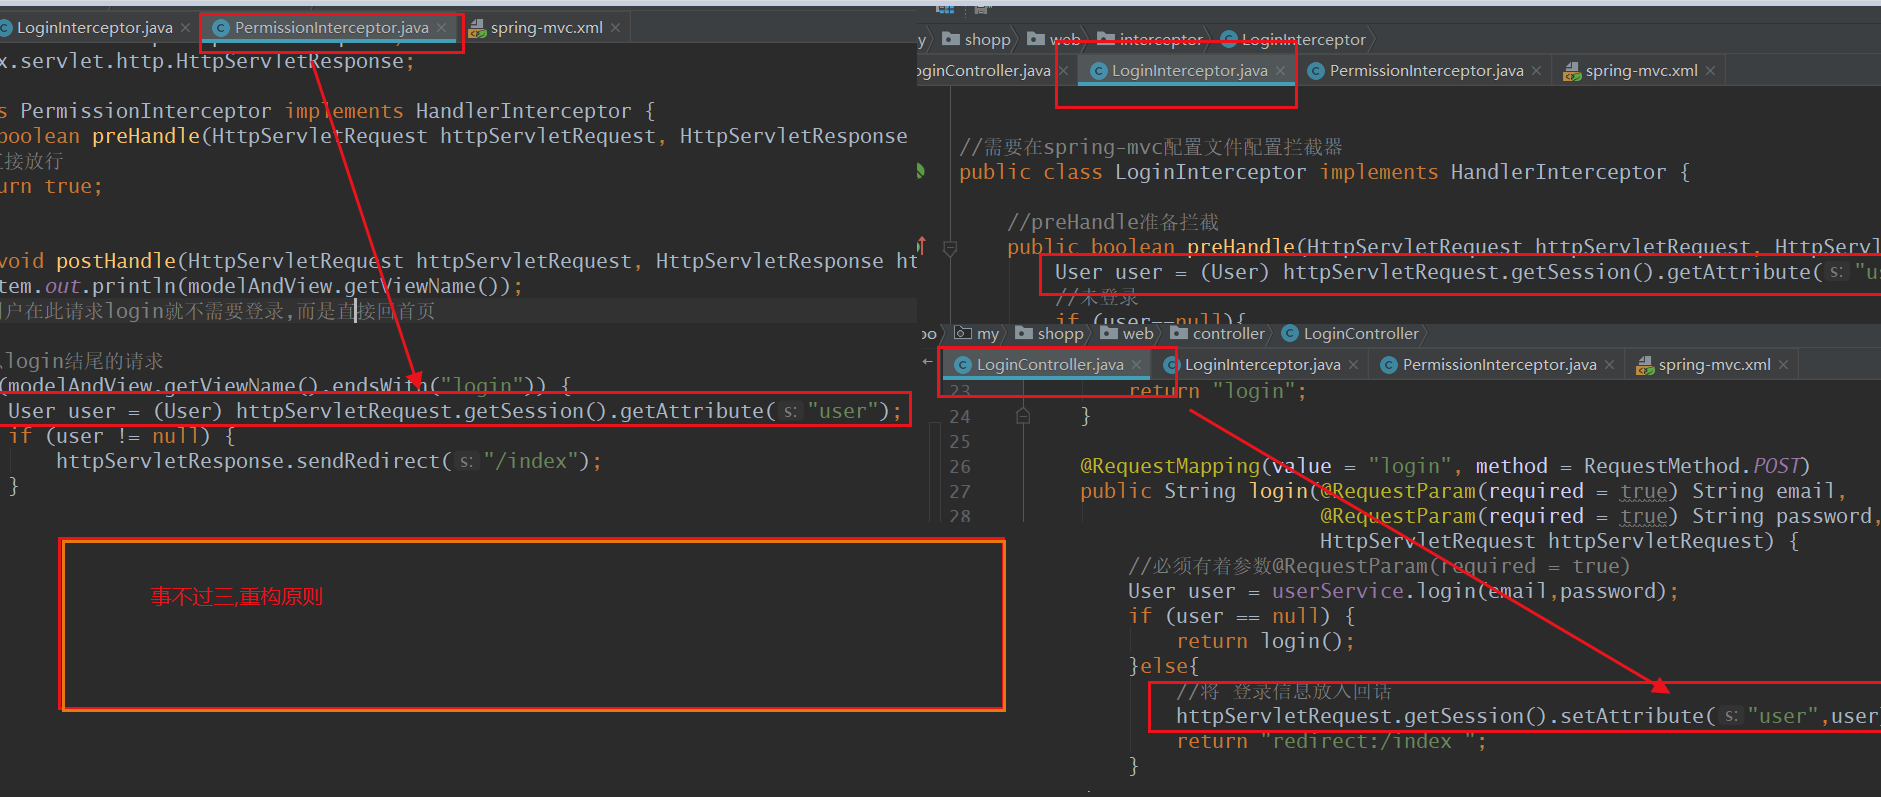 LoginInterceptor.java
PermissionInterceptor.java
spring-mvc.xml
x.servlet.http.HttpServletResponse;
s PermissionInterceptor implements HandlerInterceptor {
boolean preHandle(HttpServletRequest httpServletRequest, HttpServletResponse
接放行
urn true;
void postHandle(HttpServletRequest httpServletRequest, HttpServletResponse ht
tem.out.println(modelAndView.getViewName());
户在此请求login就不需要登录,而是直接回首页
login结尾的请求
(modelAndView.getViewName().endsWith("login")) {
User user = (User) httpServletRequest.getSession().getAttribute( s: "user");
if (user != null) {
httpServletResponse.sendRedirect( s: "/index");
}
事不过三,重构原则
y shopp web interceptor LoginInterceptor
oginController.java
LoginInterceptor.java
PermissionInterceptor.java
spring-mvc.xml
//需要在spring-mvc配置文件配置拦截器
public class LoginInterceptor implements HandlerInterceptor {
//preHandle准备拦截
public boolean preHandle(HttpServletRequest httpServletRequest, HttpServl
User user = (User) httpServletRequest.getSession().getAttribute( s: "us
//未登录
if (user==null){
oo my shopp web controller LoginController
LoginController.java
LoginInterceptor.java
PermissionInterceptor.java
spring-mvc.xml
23 return "login";
24 }
25
26 @RequestMapping(value = "login", method = RequestMethod.POST)
27 public String login(@RequestParam(required = true) String email,
28 @RequestParam(required = true) String password,
HttpServletRequest httpServletRequest) {
//必须有着参数@RequestParam(required = true)
User user = userService.login(email,password);
if (user == null) {
return login();
}else{
//将 登录信息放入回话
httpServletRequest.getSession().setAttribute( s: "user",user
return "redirect:/index ";
}